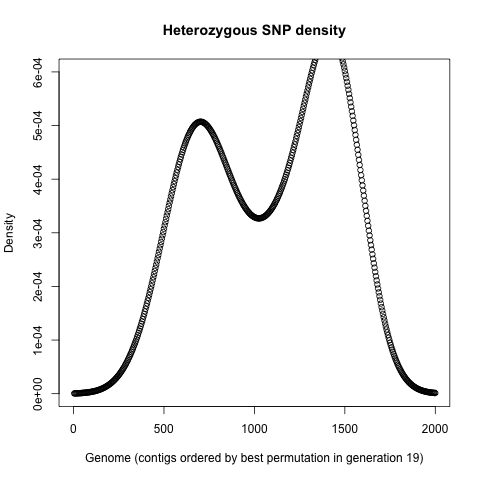 Heterozygous SNP density
6e-04
5e-04
4e-04
3e-04
2e-04
1e-04
0e+00
Density
0 500 1000 1500 2000
Genome (contigs ordered by best permutation in generation 19)